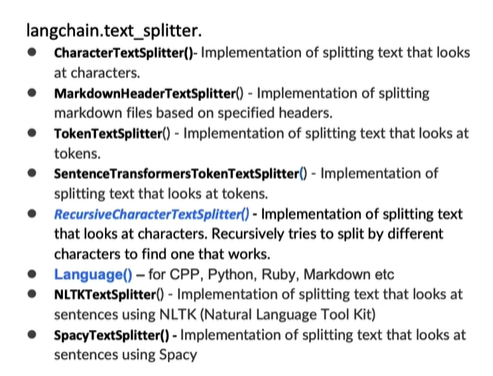 langchain.text_splitter.
● CharacterTextSplitter()- Implementation of splitting text that looks
at characters.
● MarkdownHeaderTextSplitter() - Implementation of splitting
markdown files based on specified headers.
● TokenTextSplitter() - Implementation of splitting text that looks at
tokens.
● SentenceTransformersTokenTextSplitter() - Implementation of
splitting text that looks at tokens.
● RecursiveCharacterTextSplitter() - Implementation of splitting text
that looks at characters. Recursively tries to split by different
characters to find one that works.
● Language() – for CPP, Python, Ruby, Markdown etc
● NLTKTextSplitter() - Implementation of splitting text that looks at
sentences using NLTK (Natural Language Tool Kit)
● SpacyTextSplitter() - Implementation of splitting text that looks at
sentences using Spacy